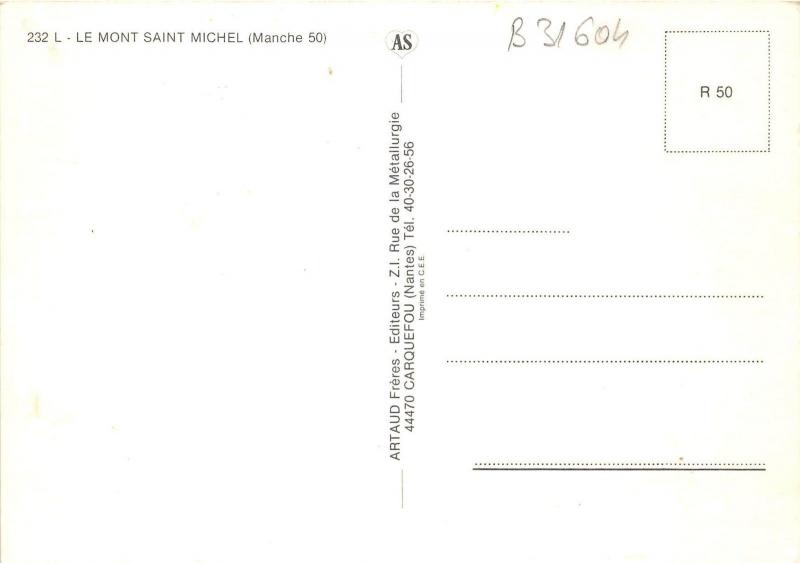 232 L - LE MONT SAINT MICHEL (Manche 50)
AS
B 31604
R 50
ARTAUD Frères - Editeurs - Z.I. Rue de la Métallurgie
44470 CARQUEFOU (Nantes) Tél. 40-30-26-56
Imprimé en C.E.E.